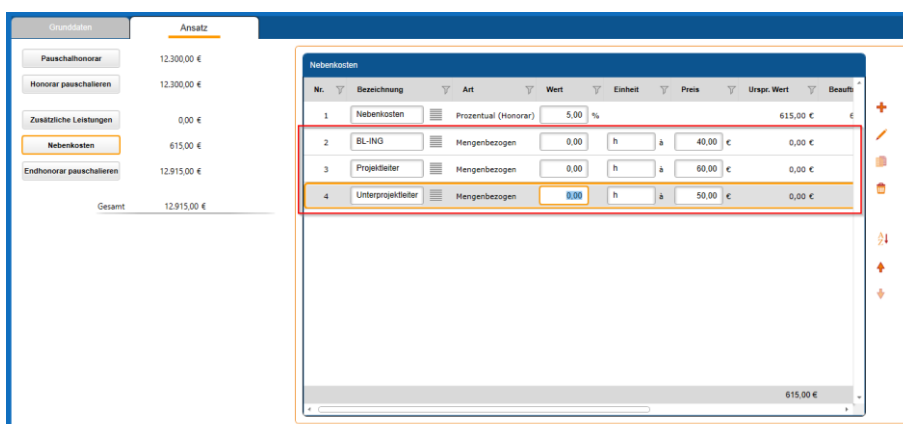 Grunddaten Ansatz
Pauschalhonorar 12.300,00 €
Honorar pauschalieren 12.300,00 €
Zusätzliche Leistungen 0,00 €
Nebenkosten 615,00 €
Endhonorar pauschalieren 12.915,00 €
Gesamt 12.915,00 €
Nebenkosten
Nr. Bezeichnung Art Wert Einheit Preis Urspr. Wert Beauft
1 Nebenkosten Prozentual (Honorar) 5,00 % 615,00 € 6
2 BL-ING Mengenbezogen 0,00 h à 40,00 € 0,00 €
3 Projektleiter Mengenbezogen 0,00 h à 60,00 € 0,00 €
4 Unterprojektleiter Mengenbezogen 0,00 h à 50,00 € 0,00 €
615,00 €